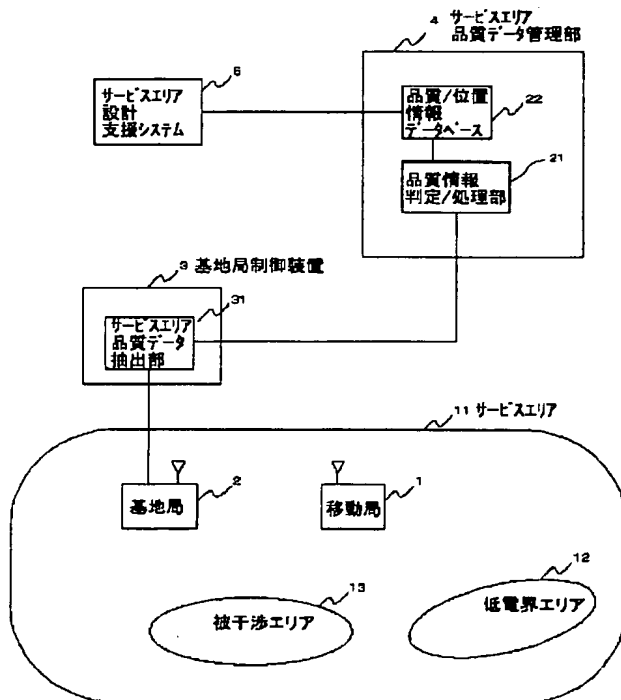 4 サービスエリア
品質データ管理部
6
サービスエリア
設計
支援システム
品質/位置
情報
データベース
22
21
品質情報
判定/処理部
3 基地局制御装置
31
サービスエリア
品質データ
抽出部
11 サービスエリア
2
基地局
1
移動局
12
低電界エリア
13
被干渉エリア